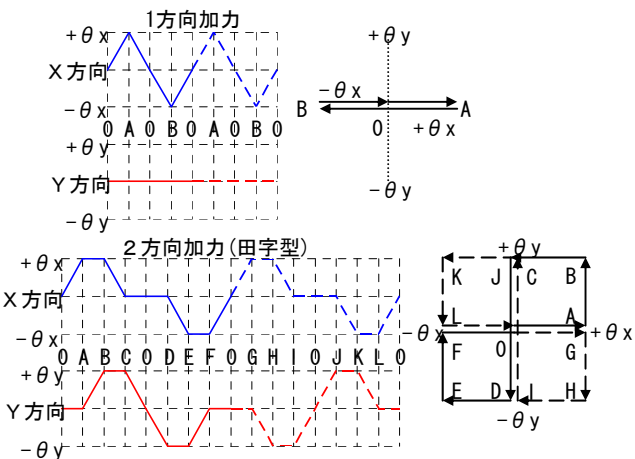 1方向加力
+θx
X方向
-θx
0 A 0 B 0 A 0 B 0
+θy
Y方向
-θy
+θy
-θx
B A
0 +θx
-θy
2方向加力(田字型)
+θx
X方向
-θx
0 A B C 0 D E F 0 G H I 0 J K L 0
+θy
Y方向
-θy
+θy
K J C B
L A
-θx +θx
F 0 G
E D I H
-θy